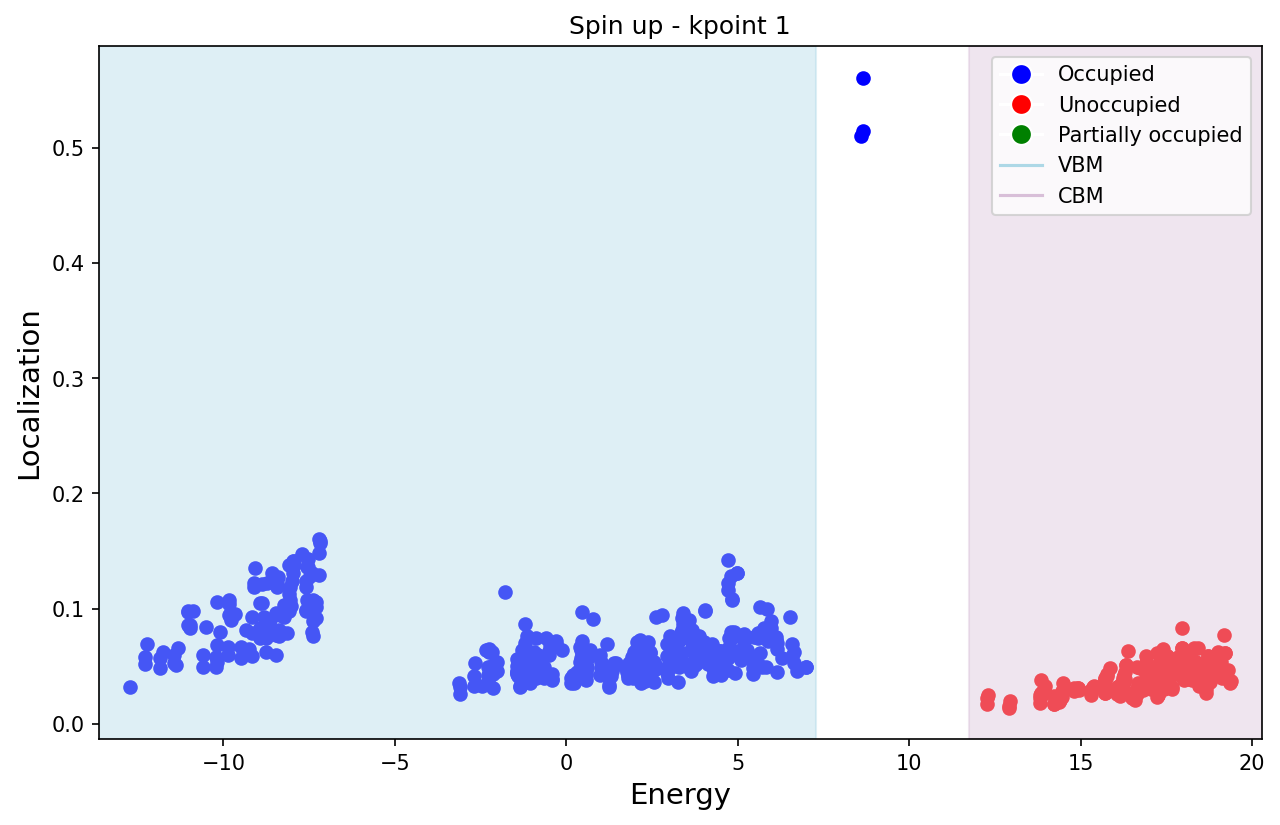 Spin up - kpoint 1
Localization
0.5
0.4
0.3
0.2
0.1
0.0
Occupied
Unoccupied
Partially occupied
VBM
CBM
−10
−5
0
5
10
15
20
Energy